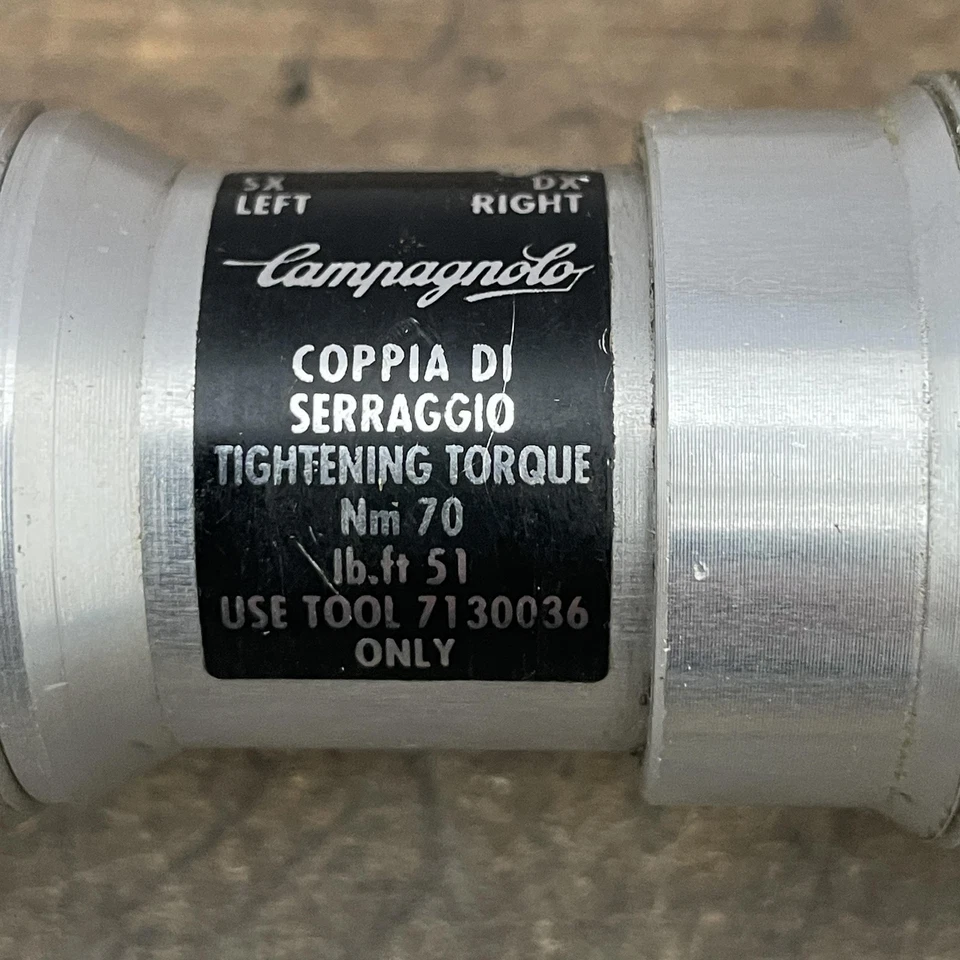 SX DX
LEFT RIGHT
Campagnolo
COPPIA DI
SERRAGGIO
TIGHTENING TORQUE
Nm 70
lb.ft 51
USE TOOL 7130036
ONLY